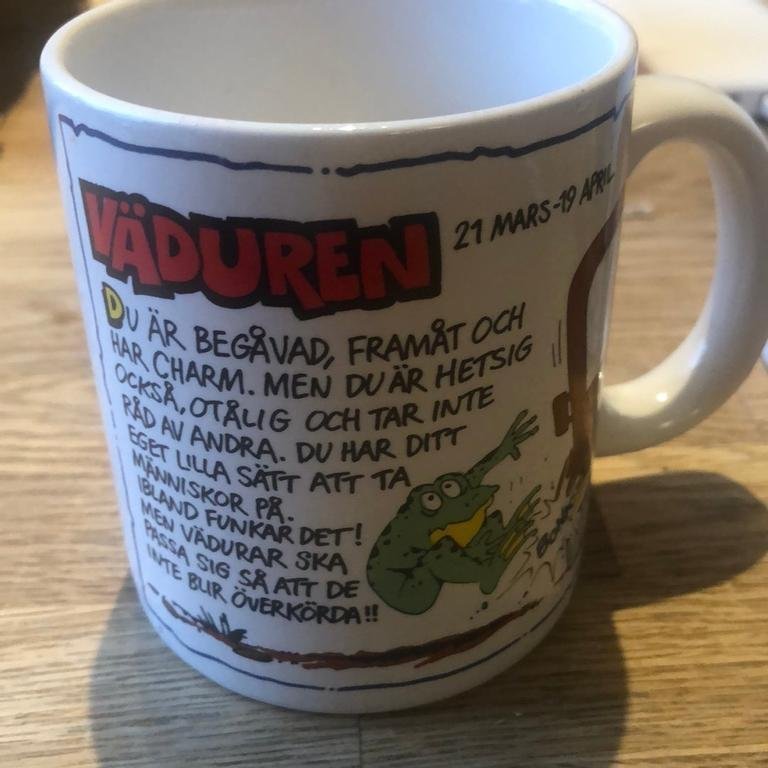 VÄDUREN
21 MARS-19 APRIL
DU ÄR BEGÅVAD, FRAMÅT OCH
HAR CHARM. MEN DU ÄR HETSIG
OCKSÅ, OTÅLIG OCH TAR INTE
RÅD AV ANDRA. DU HAR DITT
EGET LILLA SÄTT ATT TA
MÄNNISKOR PÅ.
IBLAND FUNKAR DET!
MEN VÄDURAR SKA
PASSA SIG SÅ ATT DE
INTE BLIR ÖVERKÖRDA!!